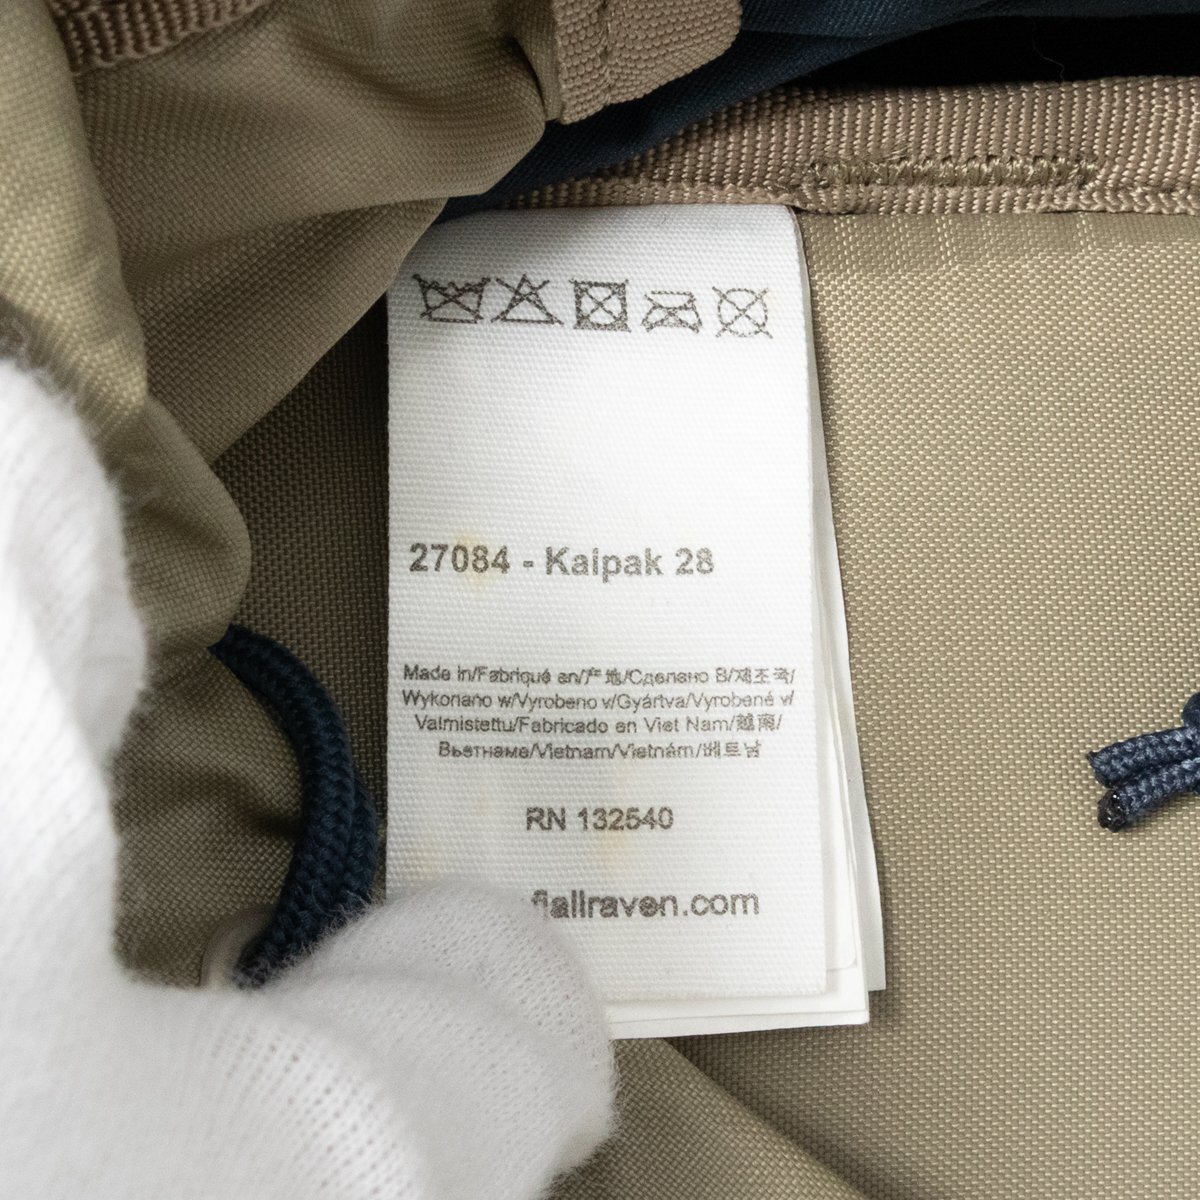 27084 - Kaipak 28
Made in/Fabriqué en/产地/Сделано В/제조국/
Wykonano w/Vyrobeno v/Gyártva/Vyrobené v/
Valmistettu/Fabricado en Viet Nam/越南/
Вьетнаме/Vietnam/Vietnám/베트남
RN 132540
fjallraven.com